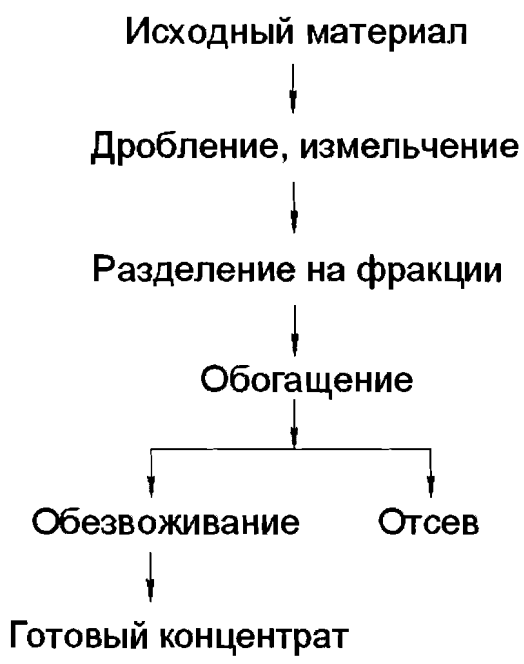 Исходный материал
Дробление, измельчение
Разделение на фракции
Обогащение
Обезвоживание
Отсев
Готовый концентрат